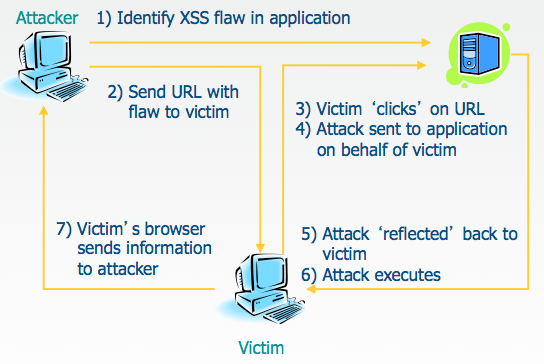 Attacker
1) Identify XSS flaw in application
2) Send URL with
flaw to victim
3) Victim ‘clicks’ on URL
4) Attack sent to application
on behalf of victim
5) Attack ‘reflected’ back to
victim
6) Attack executes
7) Victim’s browser
sends information
to attacker
Victim